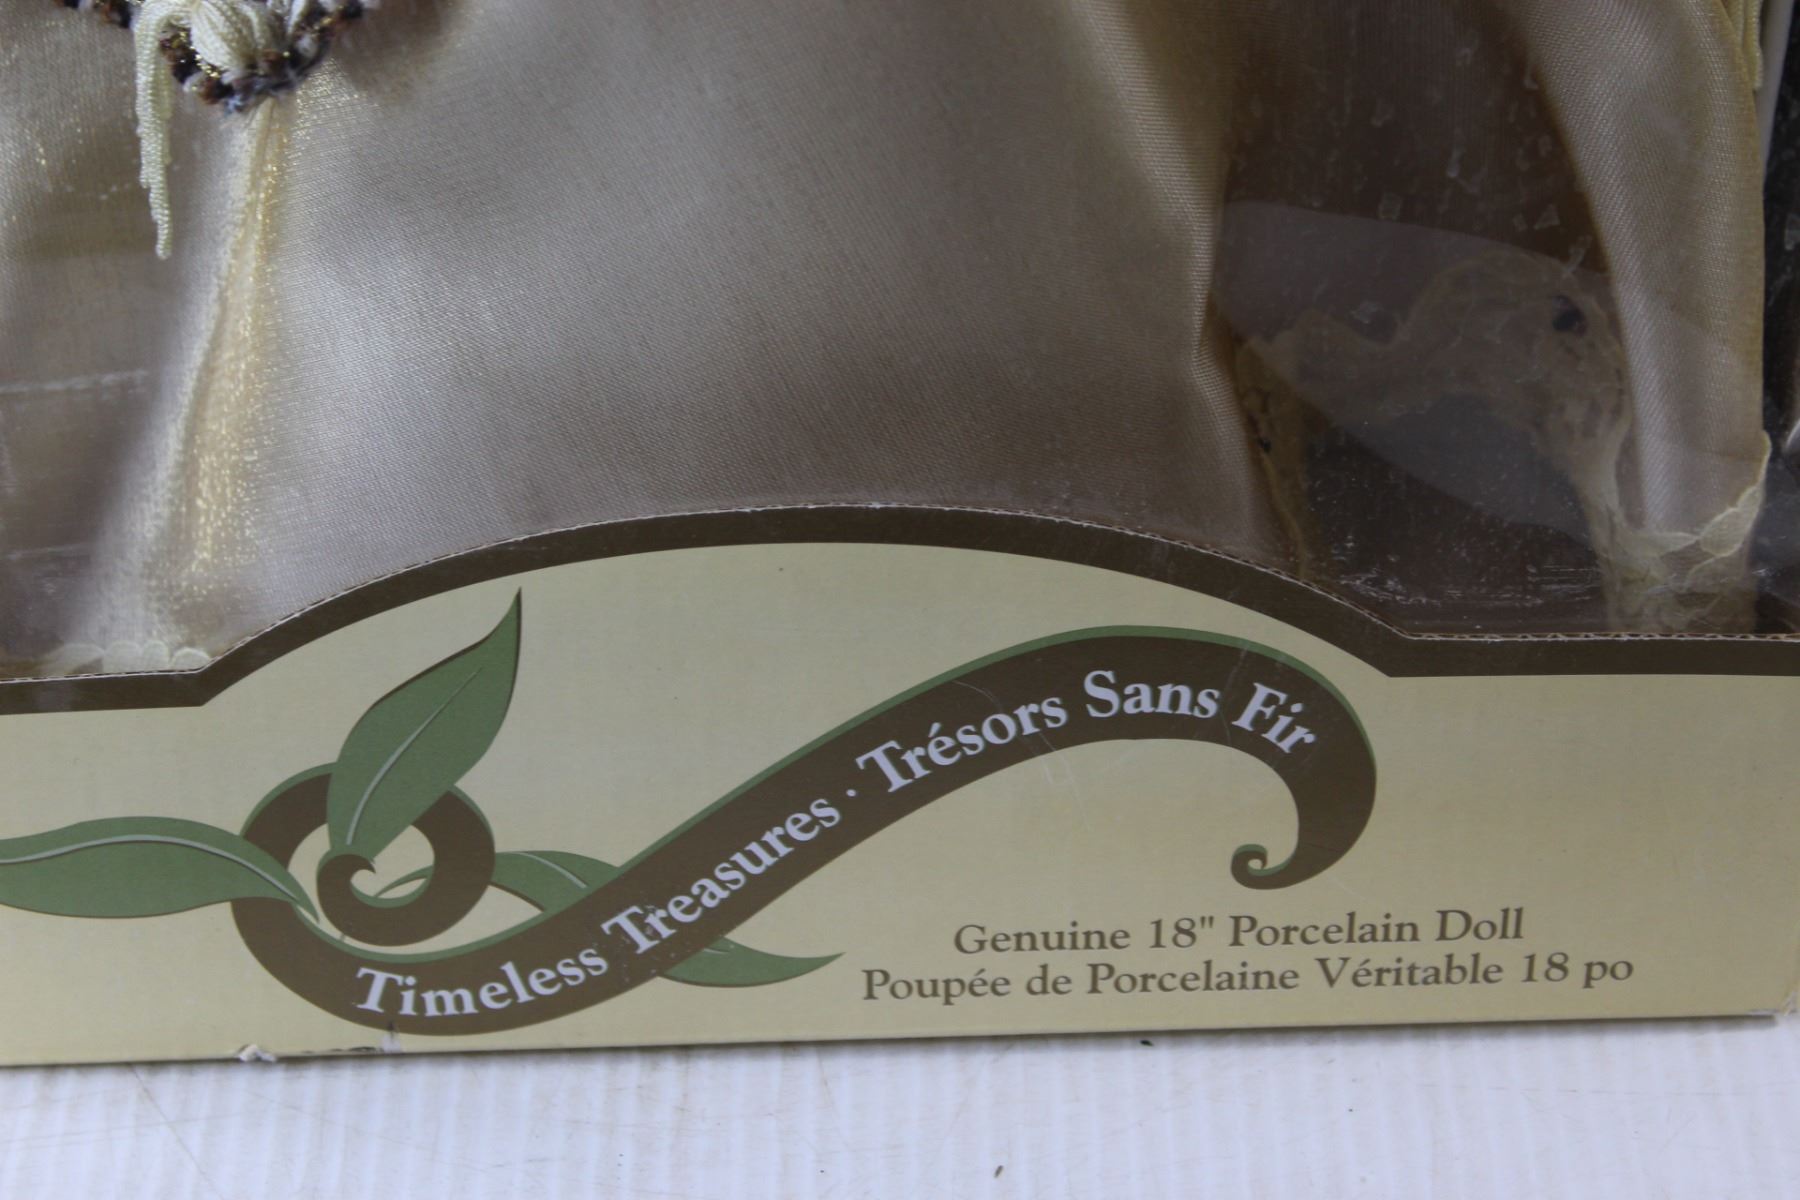 Timeless Treasures · Trésors Sans Fir
Genuine 18" Porcelain Doll
Poupée de Porcelaine Véritable 18 po